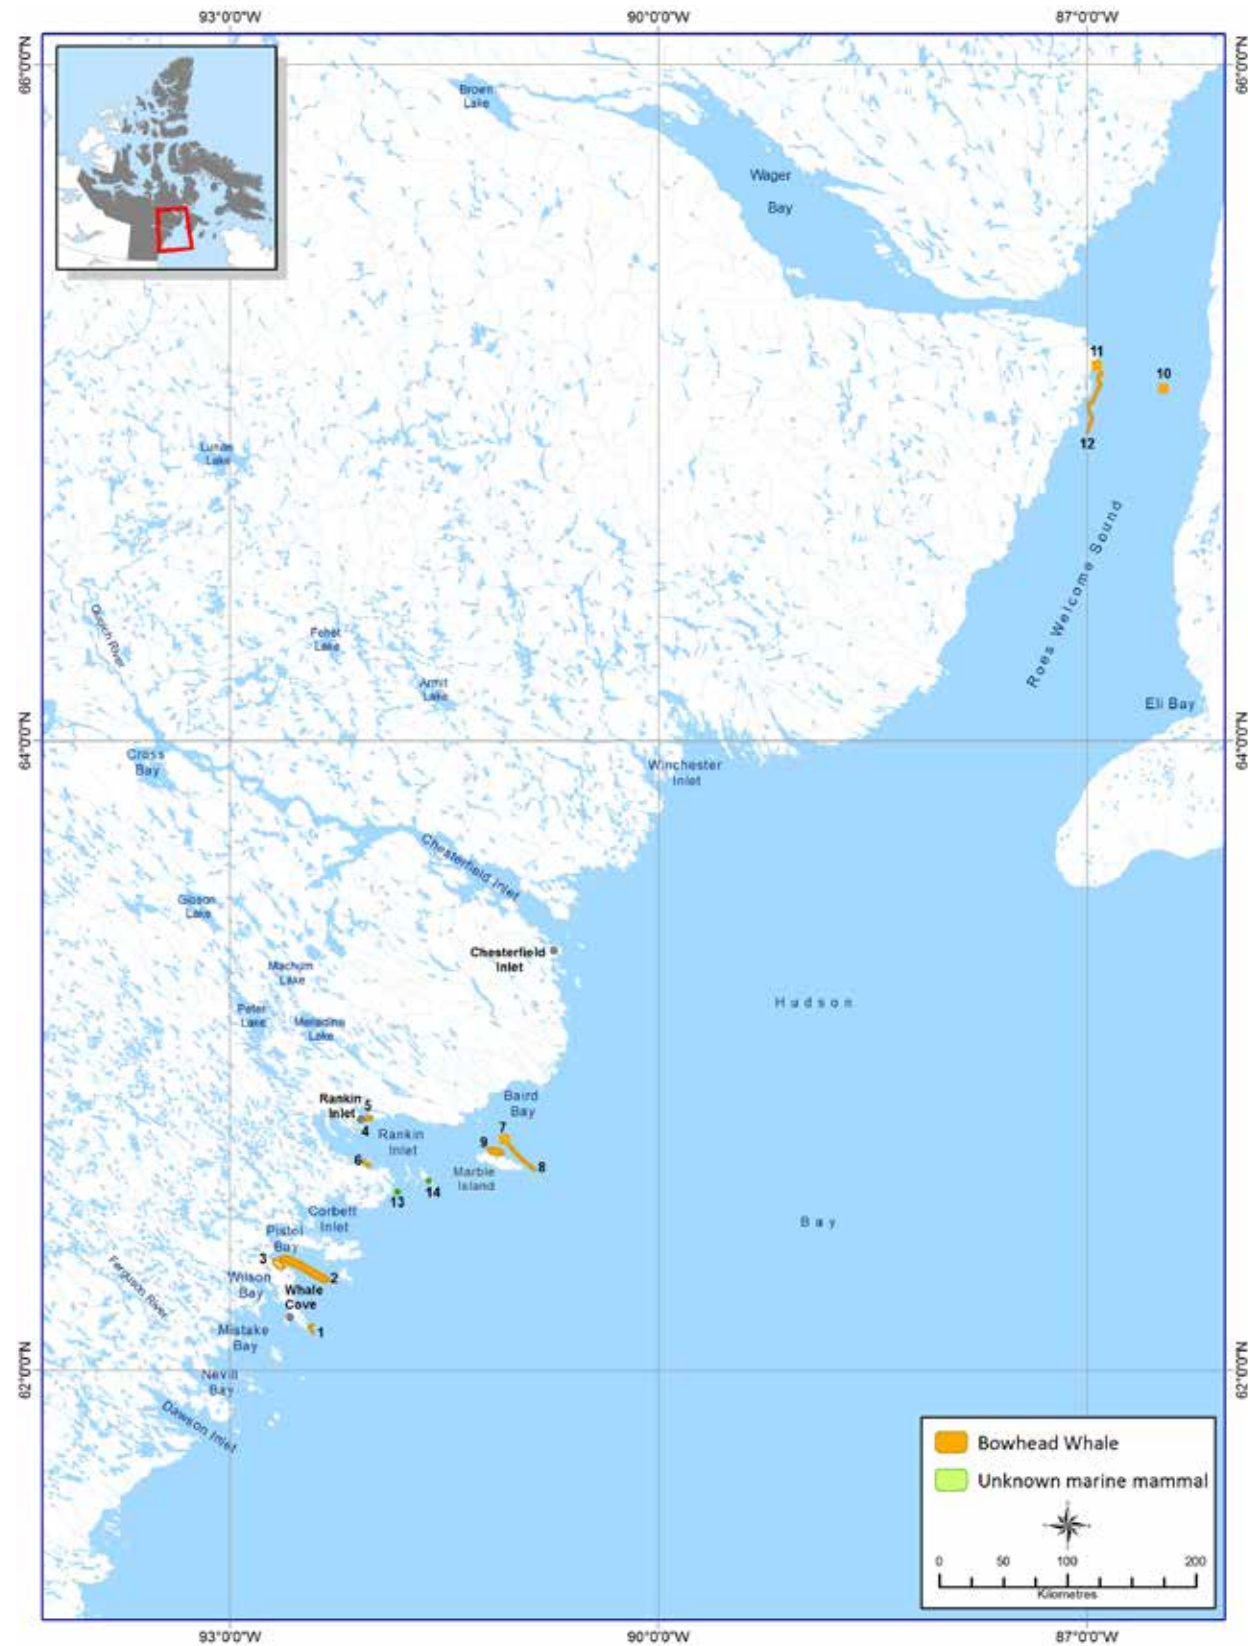 93°0'0"W
90°0'0"W
87°0'0"W
66°0'0"N
66°0'0"N
Brown
Lake
Wager
Bay
11
10
12
Lunan
Lake
Roes Welcome Sound
Quoich River
Fehet
Lake
Armit
Lake
Eli Bay
64°0'0"N
64°0'0"N
Cross
Bay
Winchester
Inlet
Chesterfield Inlet
Gibson
Lake
Chesterfield
Inlet
Machum
Lake
Hudson
Peter
Lake
Meliadine
Lake
Rankin
Inlet
5
4
Baird
Bay
7
Rankin
Inlet
9
8
6
Marble
Island
13
14
Corbett
Inlet
Pistol
Bay
Bay
3
2
Wilson
Bay
Ferguson River
Whale
Cove
Mistake
Bay
1
62°0'0"N
62°0'0"N
Nevill
Bay
Dawson Inlet
Bowhead Whale
Unknown marine mammal
0 50 100 200
Kilometres
93°0'0"W
90°0'0"W
87°0'0"W